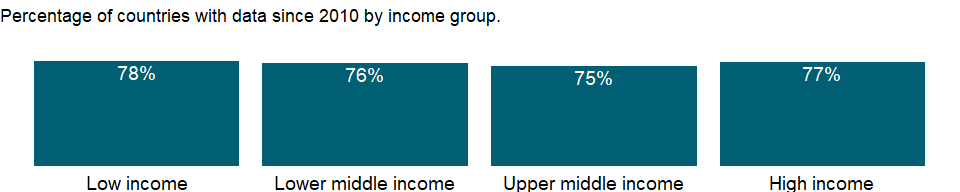 Percentage of countries with data since 2010 by income group.
78% 76% 75% 77%
Low income Lower middle income Upper middle income High income